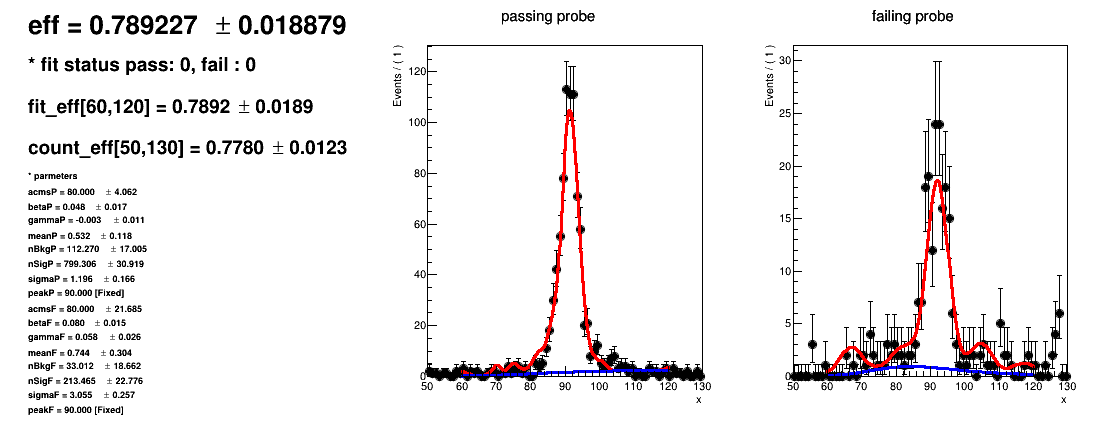 eff = 0.789227 ± 0.018879
* fit status pass: 0, fail : 0
fit_eff[60,120] = 0.7892 ± 0.0189
count_eff[50,130] = 0.7780 ± 0.0123
* parmeters
acmsP = 80.000 ± 4.062
betaP = 0.048 ± 0.017
gammaP = -0.003 ± 0.011
meanP = 0.532 ± 0.118
nBkgP = 112.270 ± 17.005
nSigP = 799.306 ± 30.919
sigmaP = 1.196 ± 0.166
peakP = 90.000 [Fixed]
acmsF = 80.000 ± 21.685
betaF = 0.080 ± 0.015
gammaF = 0.058 ± 0.026
meanF = 0.744 ± 0.304
nBkgF = 33.012 ± 18.662
nSigF = 213.465 ± 22.776
sigmaF = 3.055 ± 0.257
peakF = 90.000 [Fixed]
passing probe
Events / ( 1 )
120
100
80
60
40
20
0
50 60 70 80 90 100 110 120 130
x
failing probe
Events / ( 1 )
30
25
20
15
10
5
0
50 60 70 80 90 100 110 120 130
x